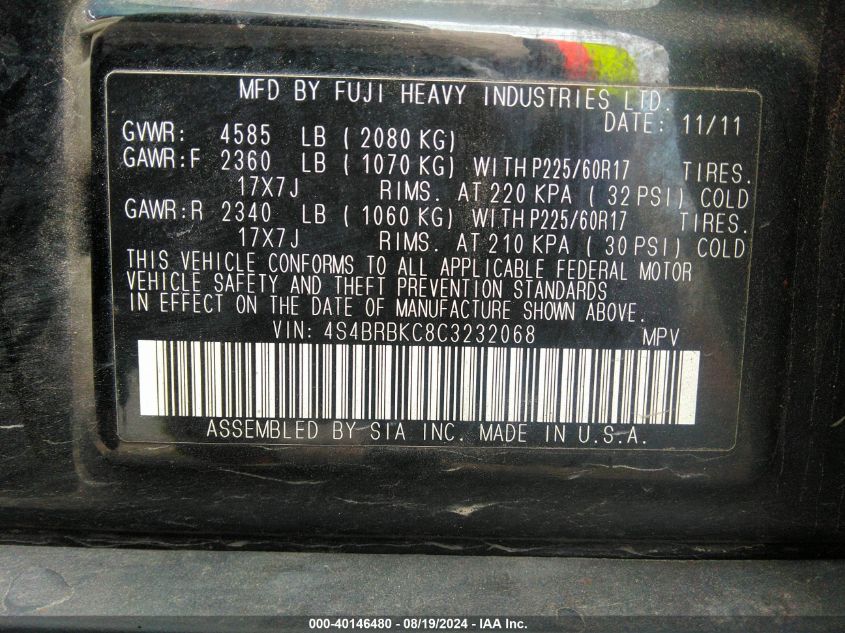 MFD BY FUJI HEAVY INDUSTRIES LTD.
DATE: 11/11
GVWR: 4585 LB ( 2080 KG)
GAWR:F 2360 LB ( 1070 KG) WITH P225/60R17 TIRES.
17X7J RIMS. AT 220 KPA ( 32 PSI) COLD
GAWR:R 2340 LB ( 1060 KG) WITH P225/60R17 TIRES.
17X7J RIMS. AT 210 KPA ( 30 PSI) COLD
THIS VEHICLE CONFORMS TO ALL APPLICABLE FEDERAL MOTOR
VEHICLE SAFETY AND THEFT PREVENTION STANDARDS
IN EFFECT ON THE DATE OF MANUFACTURE SHOWN ABOVE.
VIN: 4S4BRBKC8C3232068 MPV
ASSEMBLED BY SIA INC. MADE IN U.S.A.
000-40146480 - 08/19/2024 - IAA Inc.